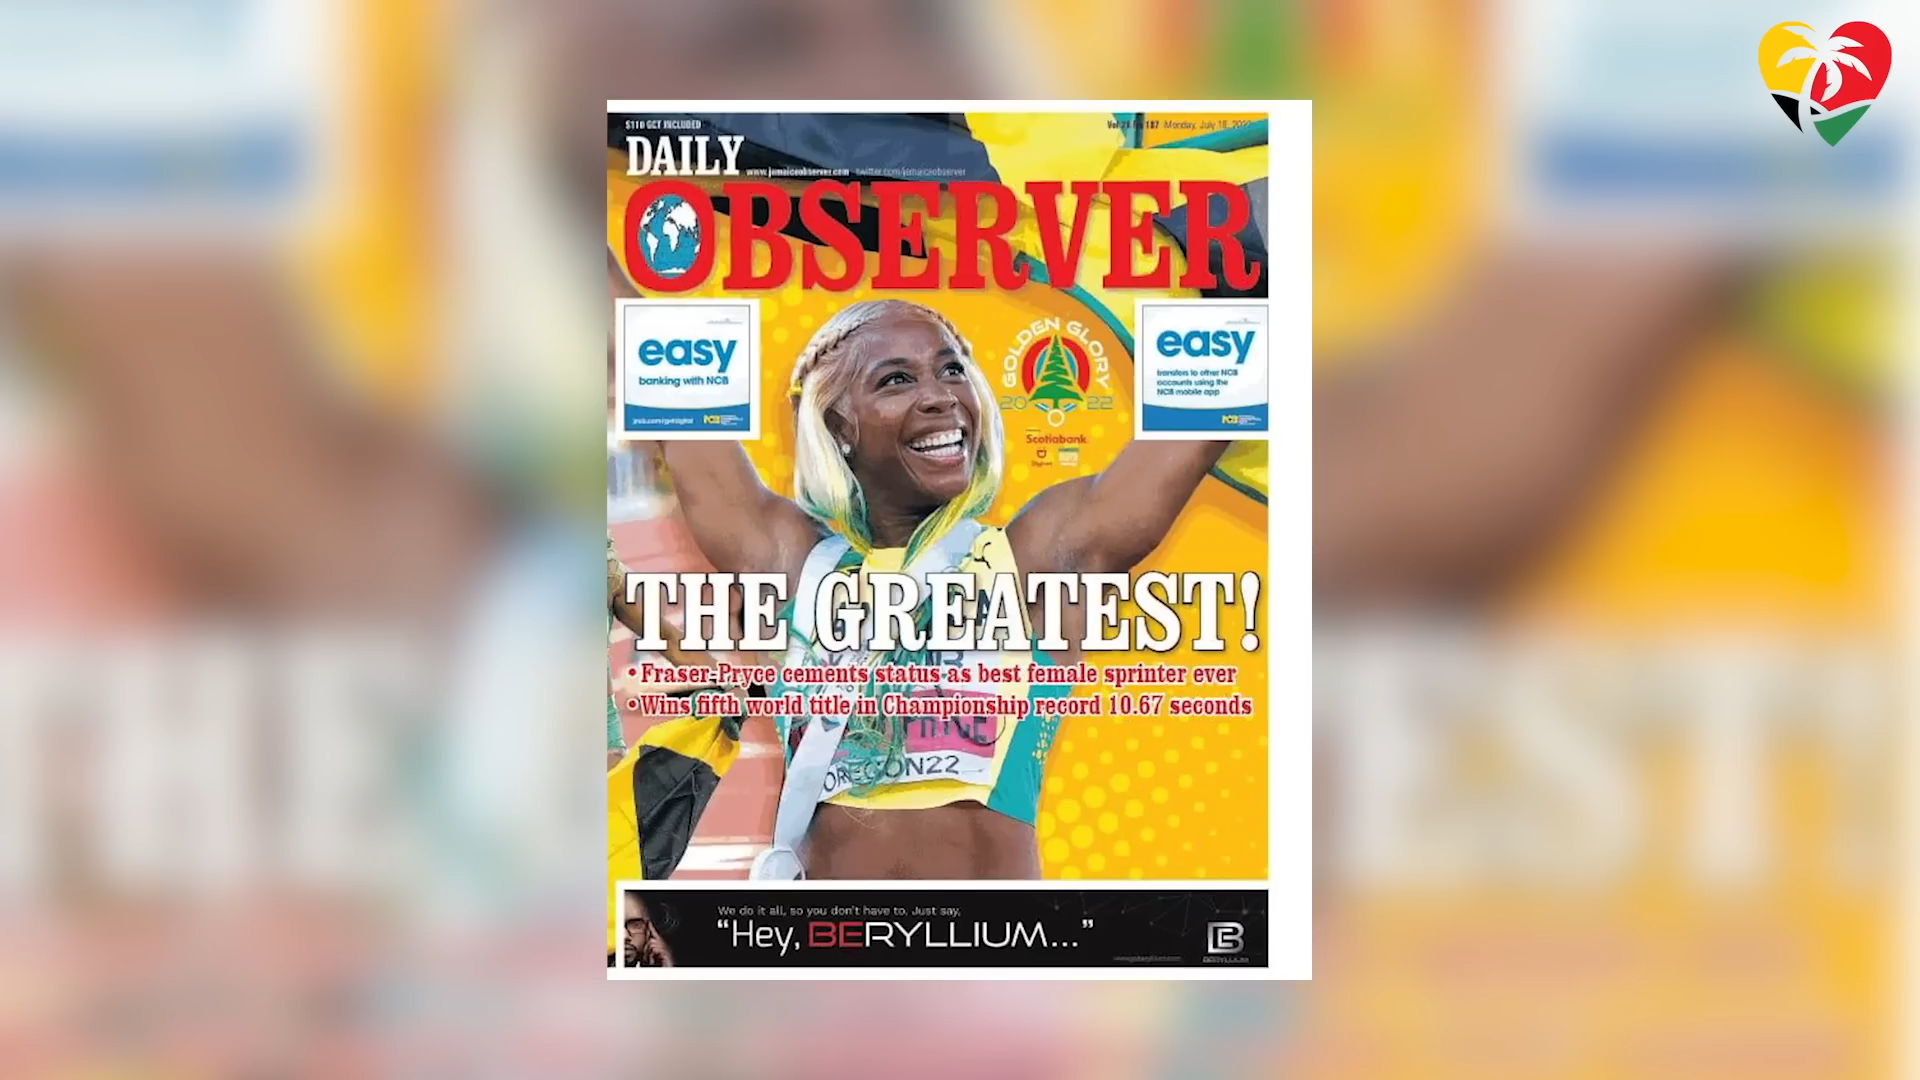 $110 GCT INCLUDED
Monday, July 18,
DAILY
www.jamaicaobserver.com twitter.com/jamaicaobserver
OBSERVER
easy
banking with NCB
GOLDEN GLORY
2022
Scotiabank
easy
transfers to other NCB
accounts using the
NCB mobile app
NCB
THE GREATEST!
• Fraser-Pryce cements status as best female sprinter ever
• Wins fifth world title in Championship record 10.67 seconds
OREGON22
We do it all, so you don't have to. Just say,
“Hey, BERYLLIUM...”
BERYLLIUM